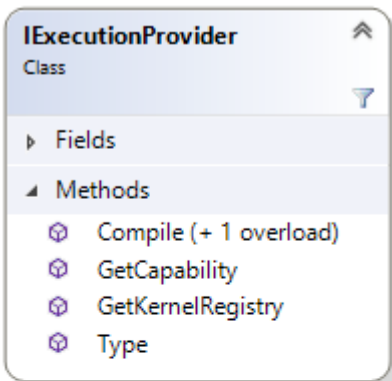 IExecutionProvider
Class
Fields
Methods
Compile (+ 1 overload)
GetCapability
GetKernelRegistry
Type